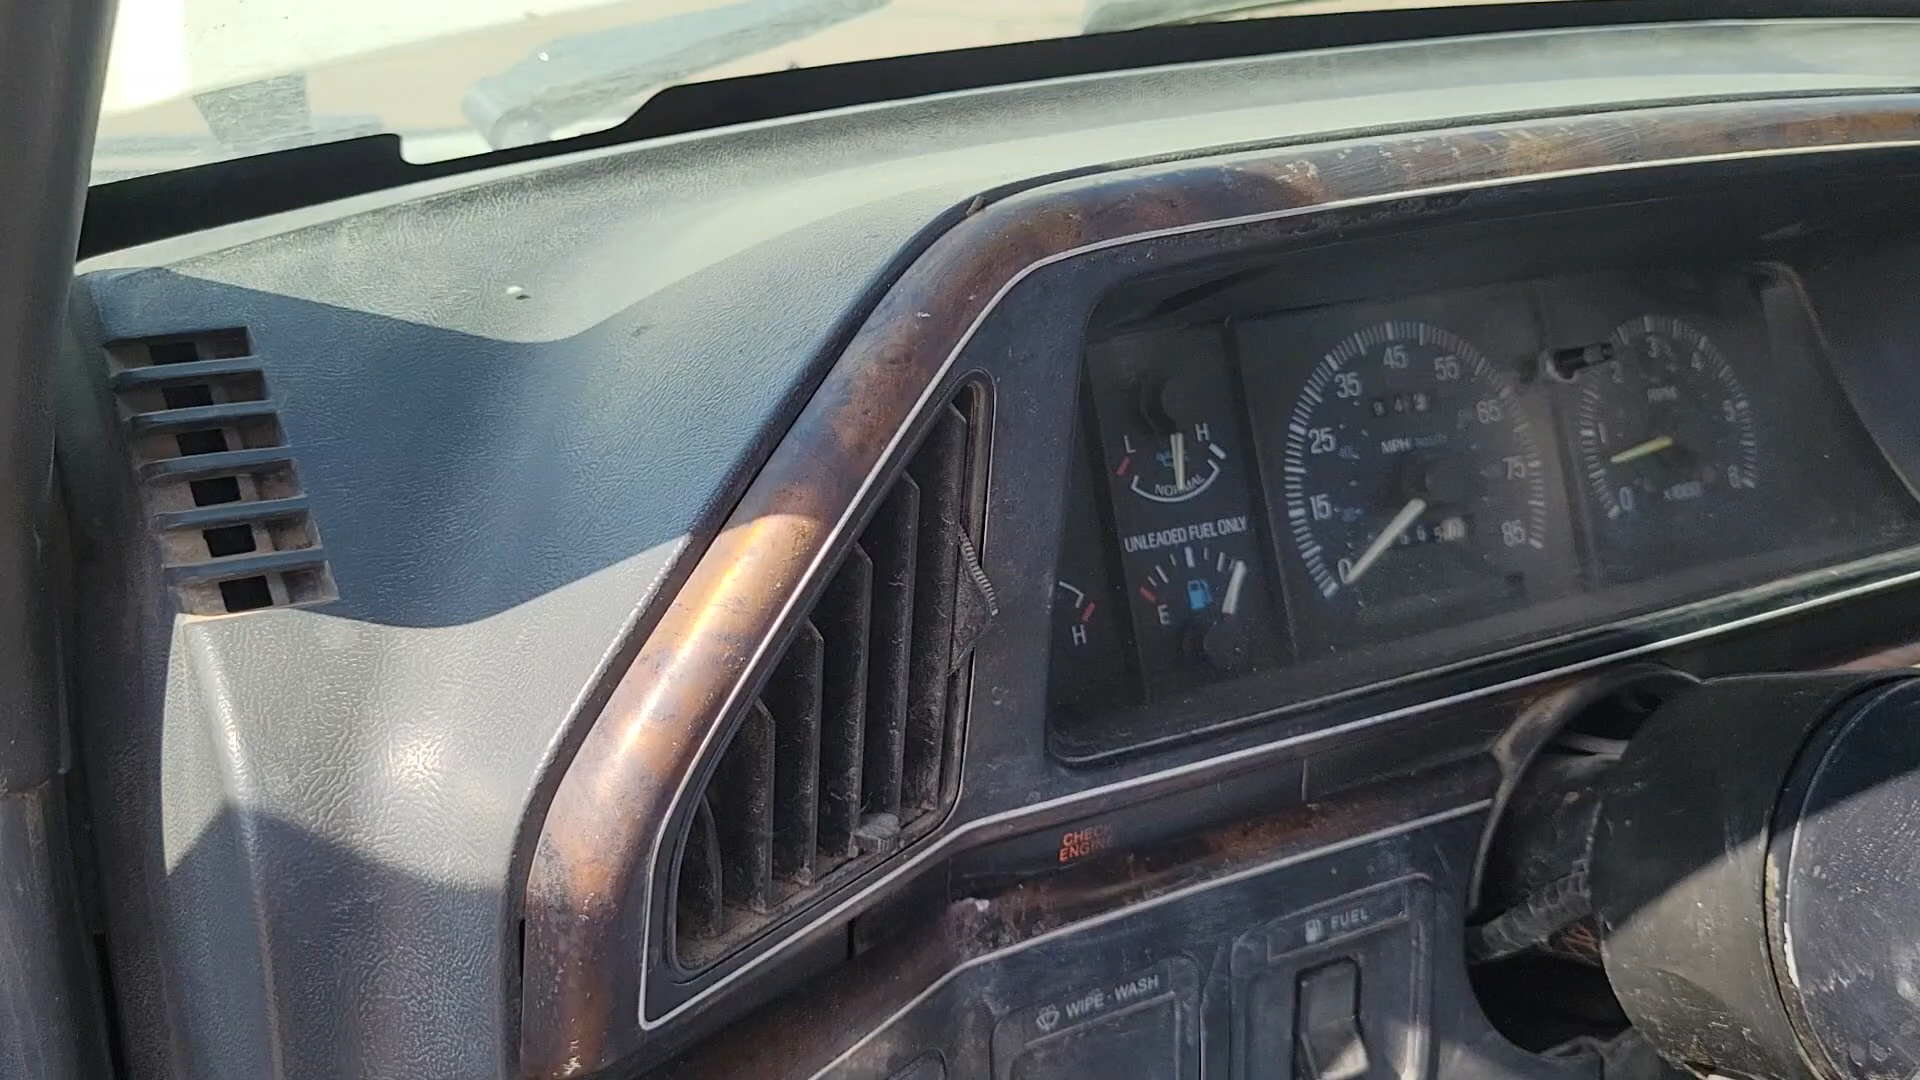 L H
NORMAL
UNLEADED FUEL ONLY
E
H
45
35 55
25 65
MPH
15 75
0 85
3
2
1 5
RPM
0 6
X1000
CHECK
ENGINE
FUEL
WIPE·WASH